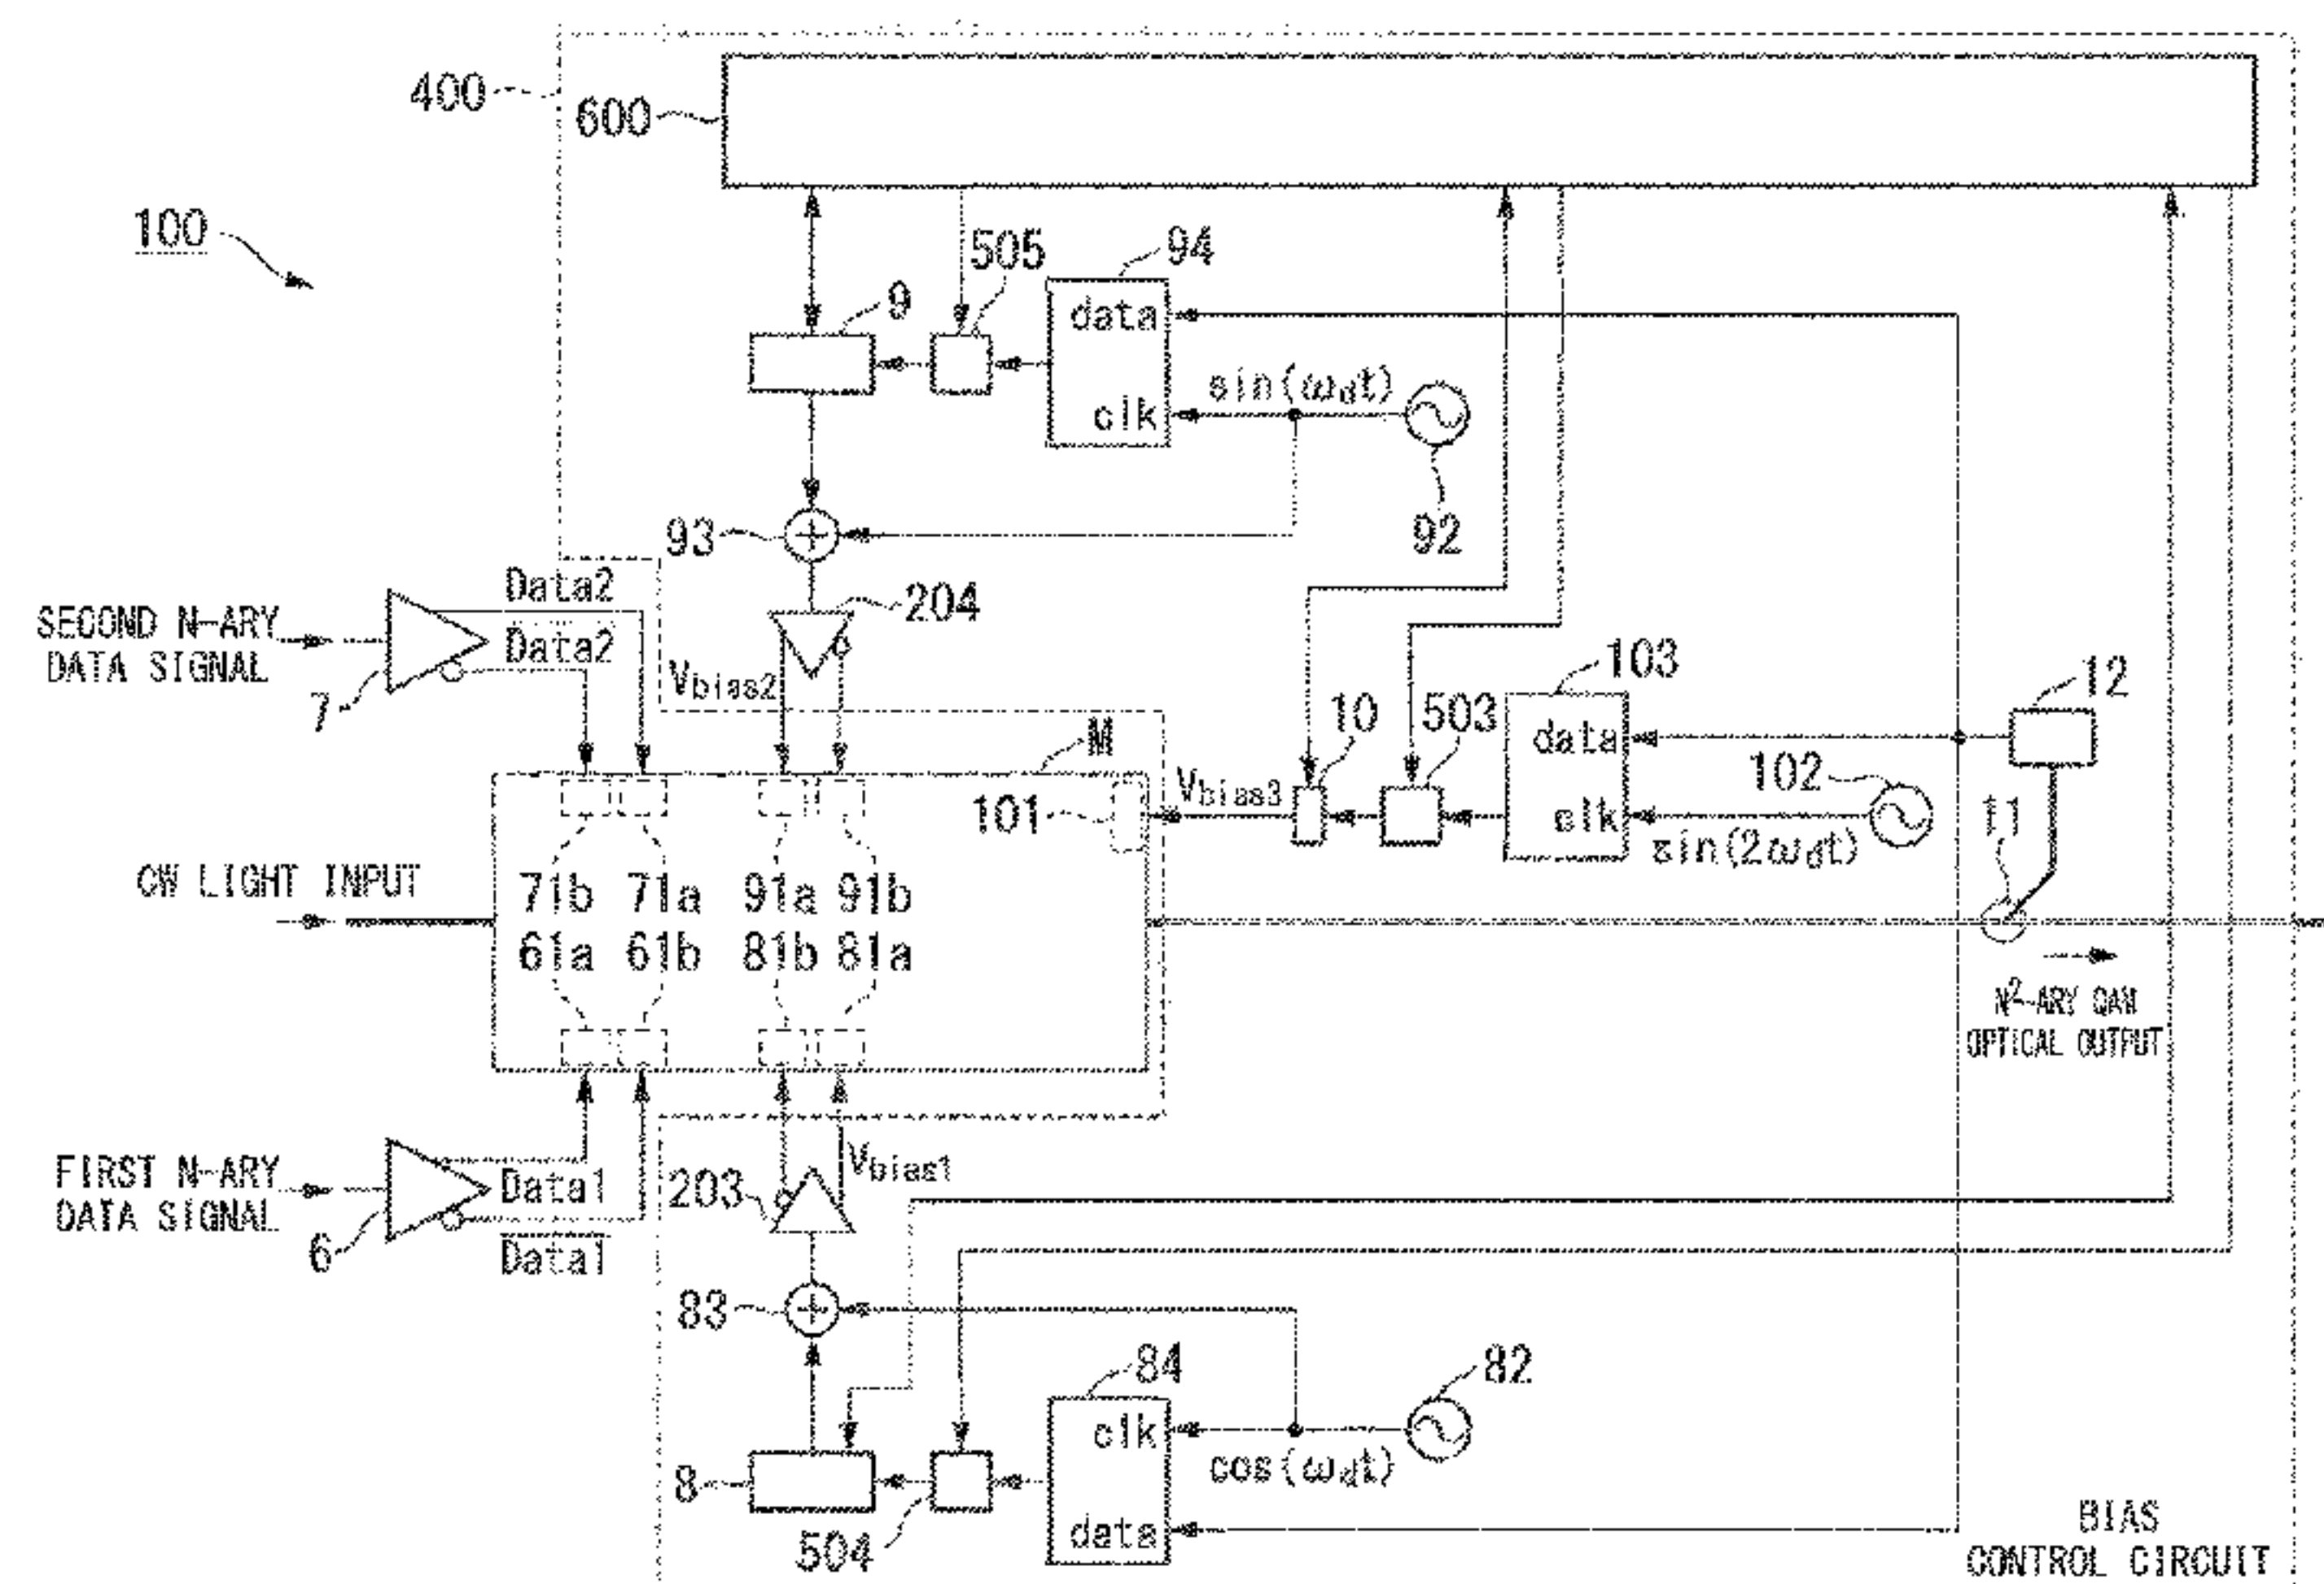 400
600
100
505
94
9
data
sin(ωdt)
clk
93
92
Data2
SECOND N-ARY
DATA SIGNAL
Data2
204
7
Vbias2
103
12
M
10
503
data
102
101
Vbias3
clk
11
sin(2ωdt)
CW LIGHT INPUT
71b 71a 91a 91b
61a 61b 81b 81a
N²-ARY QAM
OPTICAL OUTPUT
FIRST N-ARY
DATA SIGNAL
Data1
203
Vbias1
6
Data1
83
84
82
clk
cos(ωdt)
8
504
data
BIAS
CONTROL CIRCUIT